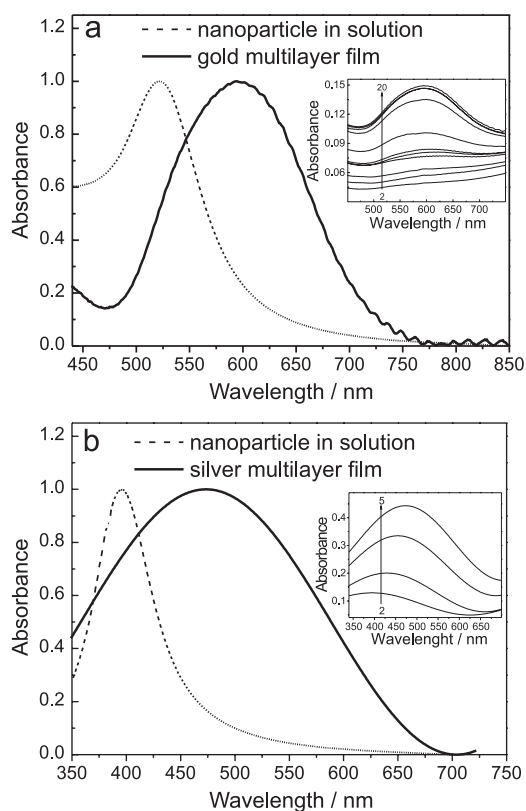 a
nanoparticle in solution
gold multilayer film
1.2
1.0
0.8
0.6
0.4
0.2
0.0
Absorbance
450 500 550 600 650 700 750 800 850
Wavelength / nm
0.15
0.12
0.09
0.06
Absorbance
20
2
500 550 600 650 700
Wavelength / nm
b
nanoparticle in solution
silver multilayer film
1.2
1.0
0.8
0.6
0.4
0.2
0.0
Absorbance
350 400 450 500 550 600 650 700 750
Wavelength / nm
0.4
0.3
0.2
0.1
Absorbance
5
2
350 400 450 500 550 600 650
Wavelenght / nm